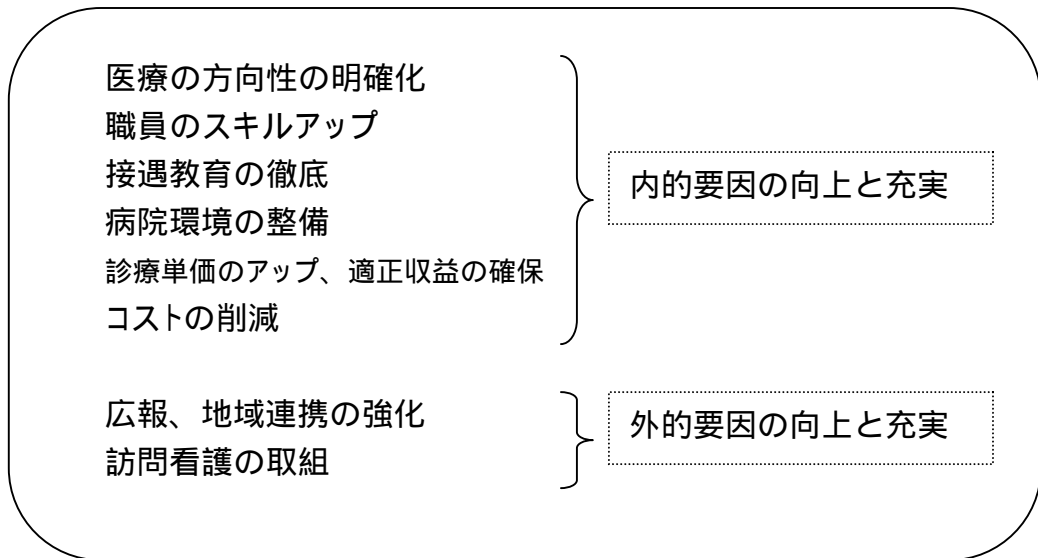 医療の方向性の明確化
職員のスキルアップ
接遇教育の徹底
病院環境の整備
診療単価のアップ、適正収益の確保
コストの削減
内的要因の向上と充実
広報、地域連携の強化
訪問看護の取組
外的要因の向上と充実